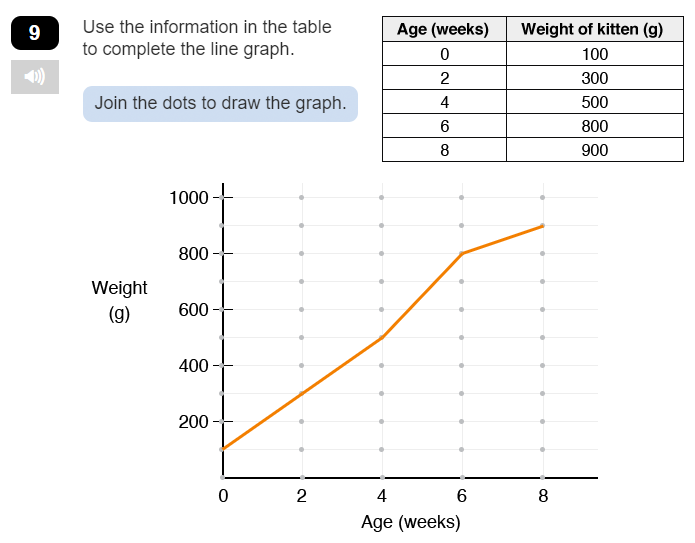 9
Use the information in the table
to complete the line graph.
Join the dots to draw the graph.
Age (weeks) Weight of kitten (g)
0 100
2 300
4 500
6 800
8 900
1000
800
Weight
(g)
600
400
200
0 2 4 6 8
Age (weeks)